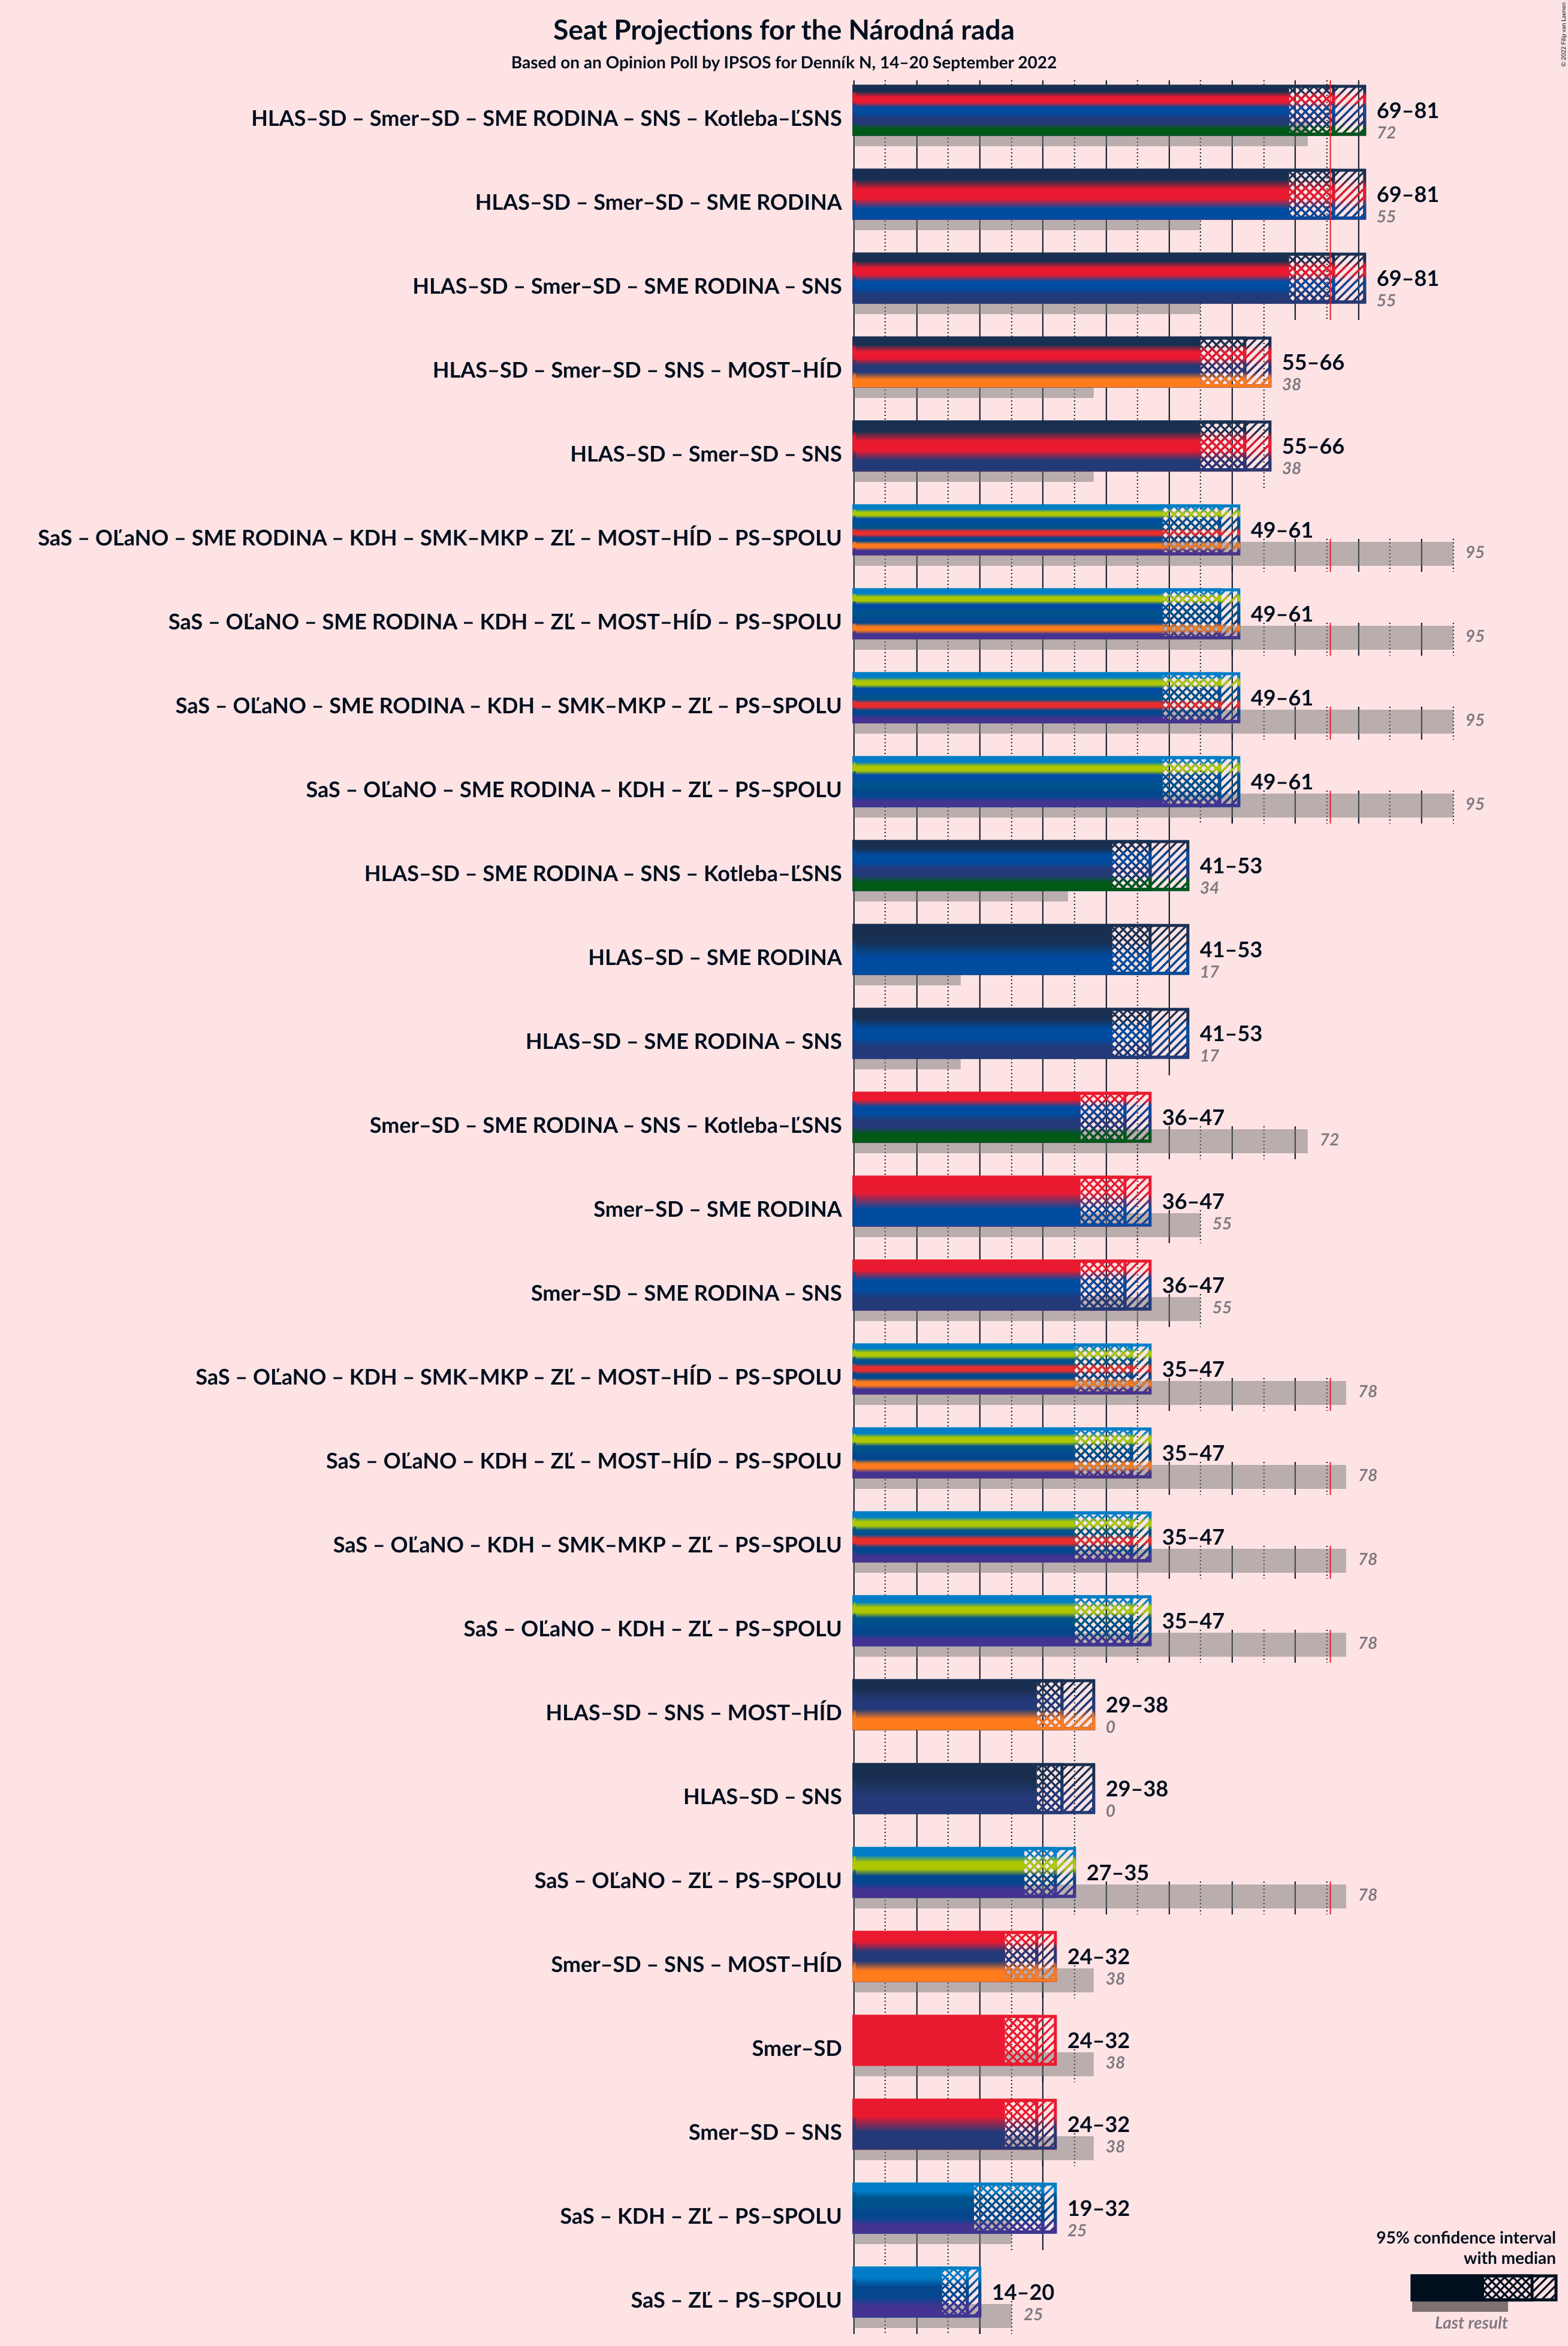 Seat Projections for the Národná rada
Based on an Opinion Poll by IPSOS for Denník N, 14–20 September 2022
© 2022 Filip van Laenen
HLAS–SD – Smer–SD – SME RODINA – SNS – Kotleba–ĽSNS
69–81
72
HLAS–SD – Smer–SD – SME RODINA
69–81
55
HLAS–SD – Smer–SD – SME RODINA – SNS
69–81
55
HLAS–SD – Smer–SD – SNS – MOST–HÍD
55–66
38
HLAS–SD – Smer–SD – SNS
55–66
38
SaS – OĽaNO – SME RODINA – KDH – SMK–MKP – ZĽ – MOST–HÍD – PS–SPOLU
49–61
95
SaS – OĽaNO – SME RODINA – KDH – ZĽ – MOST–HÍD – PS–SPOLU
49–61
95
SaS – OĽaNO – SME RODINA – KDH – SMK–MKP – ZĽ – PS–SPOLU
49–61
95
SaS – OĽaNO – SME RODINA – KDH – ZĽ – PS–SPOLU
49–61
95
HLAS–SD – SME RODINA – SNS – Kotleba–ĽSNS
41–53
34
HLAS–SD – SME RODINA
41–53
17
HLAS–SD – SME RODINA – SNS
41–53
17
Smer–SD – SME RODINA – SNS – Kotleba–ĽSNS
36–47
72
Smer–SD – SME RODINA
36–47
55
Smer–SD – SME RODINA – SNS
36–47
55
SaS – OĽaNO – KDH – SMK–MKP – ZĽ – MOST–HÍD – PS–SPOLU
35–47
78
SaS – OĽaNO – KDH – ZĽ – MOST–HÍD – PS–SPOLU
35–47
78
SaS – OĽaNO – KDH – SMK–MKP – ZĽ – PS–SPOLU
35–47
78
SaS – OĽaNO – KDH – ZĽ – PS–SPOLU
35–47
78
HLAS–SD – SNS – MOST–HÍD
29–38
0
HLAS–SD – SNS
29–38
0
SaS – OĽaNO – ZĽ – PS–SPOLU
27–35
78
Smer–SD – SNS – MOST–HÍD
24–32
38
Smer–SD
24–32
38
Smer–SD – SNS
24–32
38
SaS – KDH – ZĽ – PS–SPOLU
19–32
25
SaS – ZĽ – PS–SPOLU
14–20
25
95% confidence interval
with median
Last result